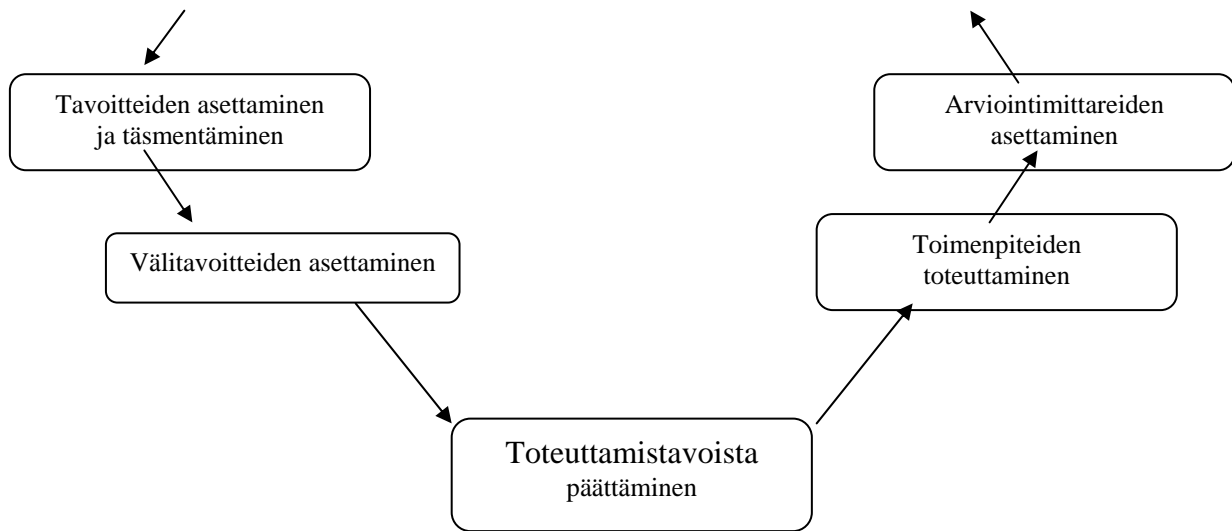 Tavoitteiden asettaminen
ja täsmentäminen
Välitavoitteiden asettaminen
Toteuttamistavoista
päättäminen
Toimenpiteiden
toteuttaminen
Arviointimittareiden
asettaminen